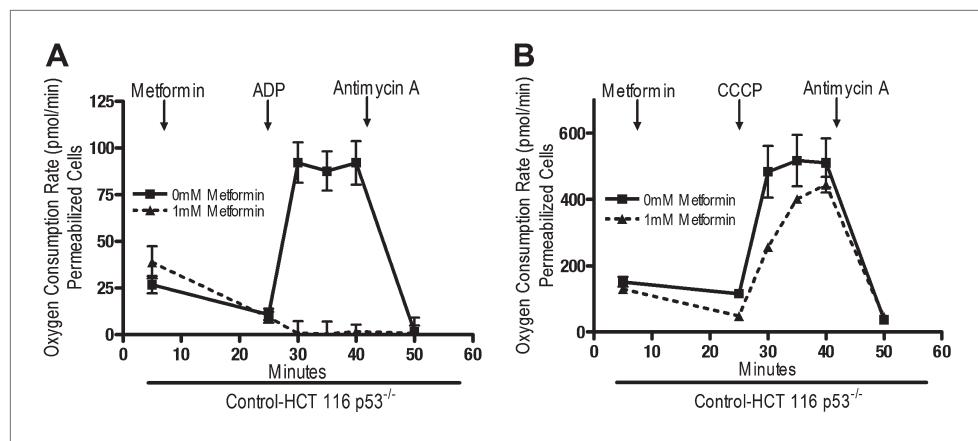 A
Oxygen Consumption Rate (pmol/min)
Permeabilized Cells
Metformin
ADP
Antimycin A
125
100
75
50
25
0
0mM Metformin
1mM Metformin
0 10 20 30 40 50 60
Minutes
Control-HCT 116 p53-/-
B
Oxygen Consumption Rate (pmol/min)
Permeabilized Cells
Metformin
CCCP
Antimycin A
600
400
200
0
0mM Metformin
1mM Metformin
0 10 20 30 40 50 60
Minutes
Control-HCT 116 p53-/-